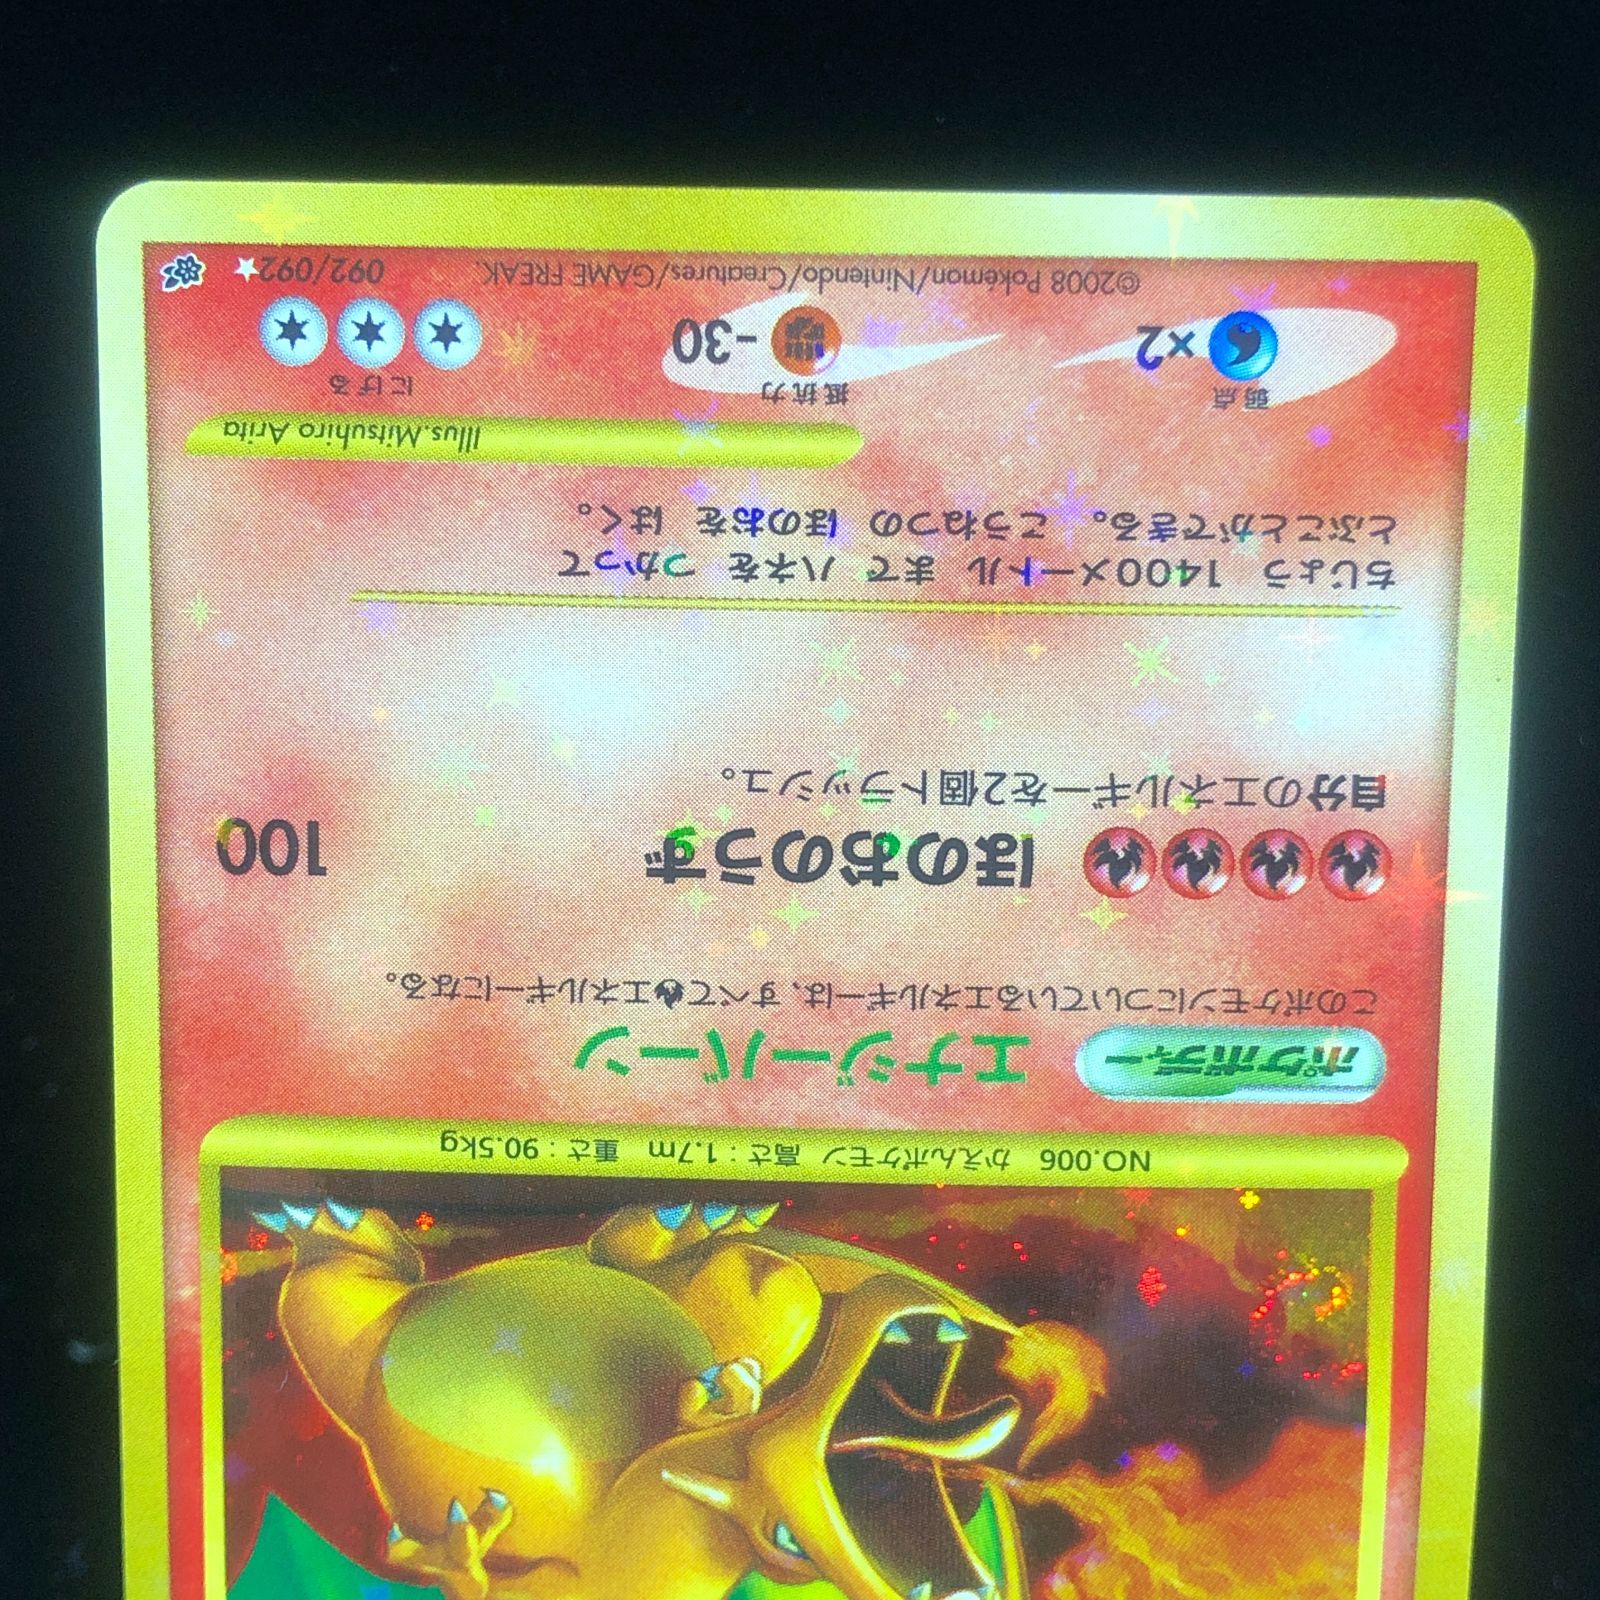 NO.006 かえんポケモン 高さ:1.7m 重さ:90.5kg
ポケボディー エナジーバーン
このポケモンについているエネルギーは、すべて エネルギーになる。
ほのおのうず 100
自分のエネルギーを2個トラッシュ。
ちじょう 1400メートル まで ハネを つかって
とぶことができる。 こうねつの ほのおを はく。
Illus.Mitsuhiro Arita
弱点 抵抗力 にげる
×2 -30
©2008 Pokémon/Nintendo/Creatures/GAME FREAK. 092/092★